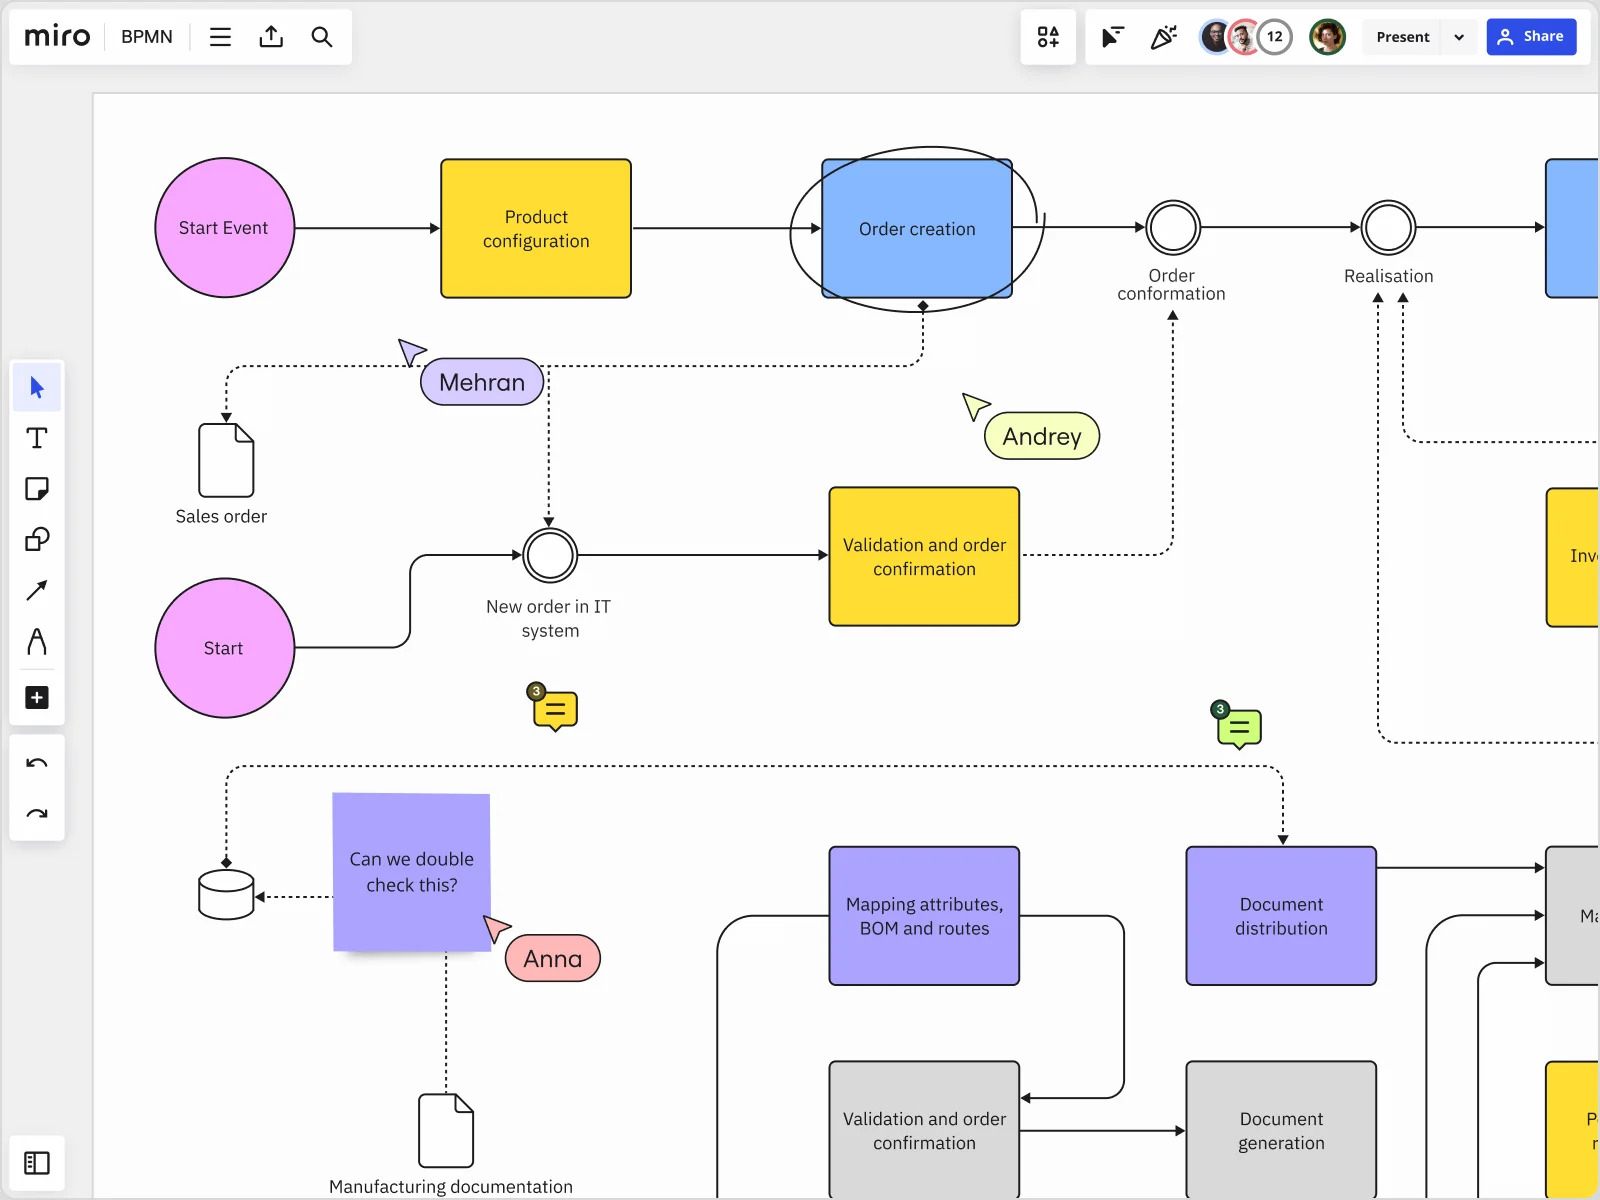 miro
BPMN
12
Present
Share
Start Event
Product
configuration
Order creation
Order
conformation
Realisation
Mehran
Andrey
Sales order
Validation and order
confirmation
Inv
New order in IT
system
Start
3
3
Can we double
check this?
Anna
Mapping attributes,
BOM and routes
Document
distribution
Ma
Validation and order
confirmation
Document
generation
P
r
Manufacturing documentation